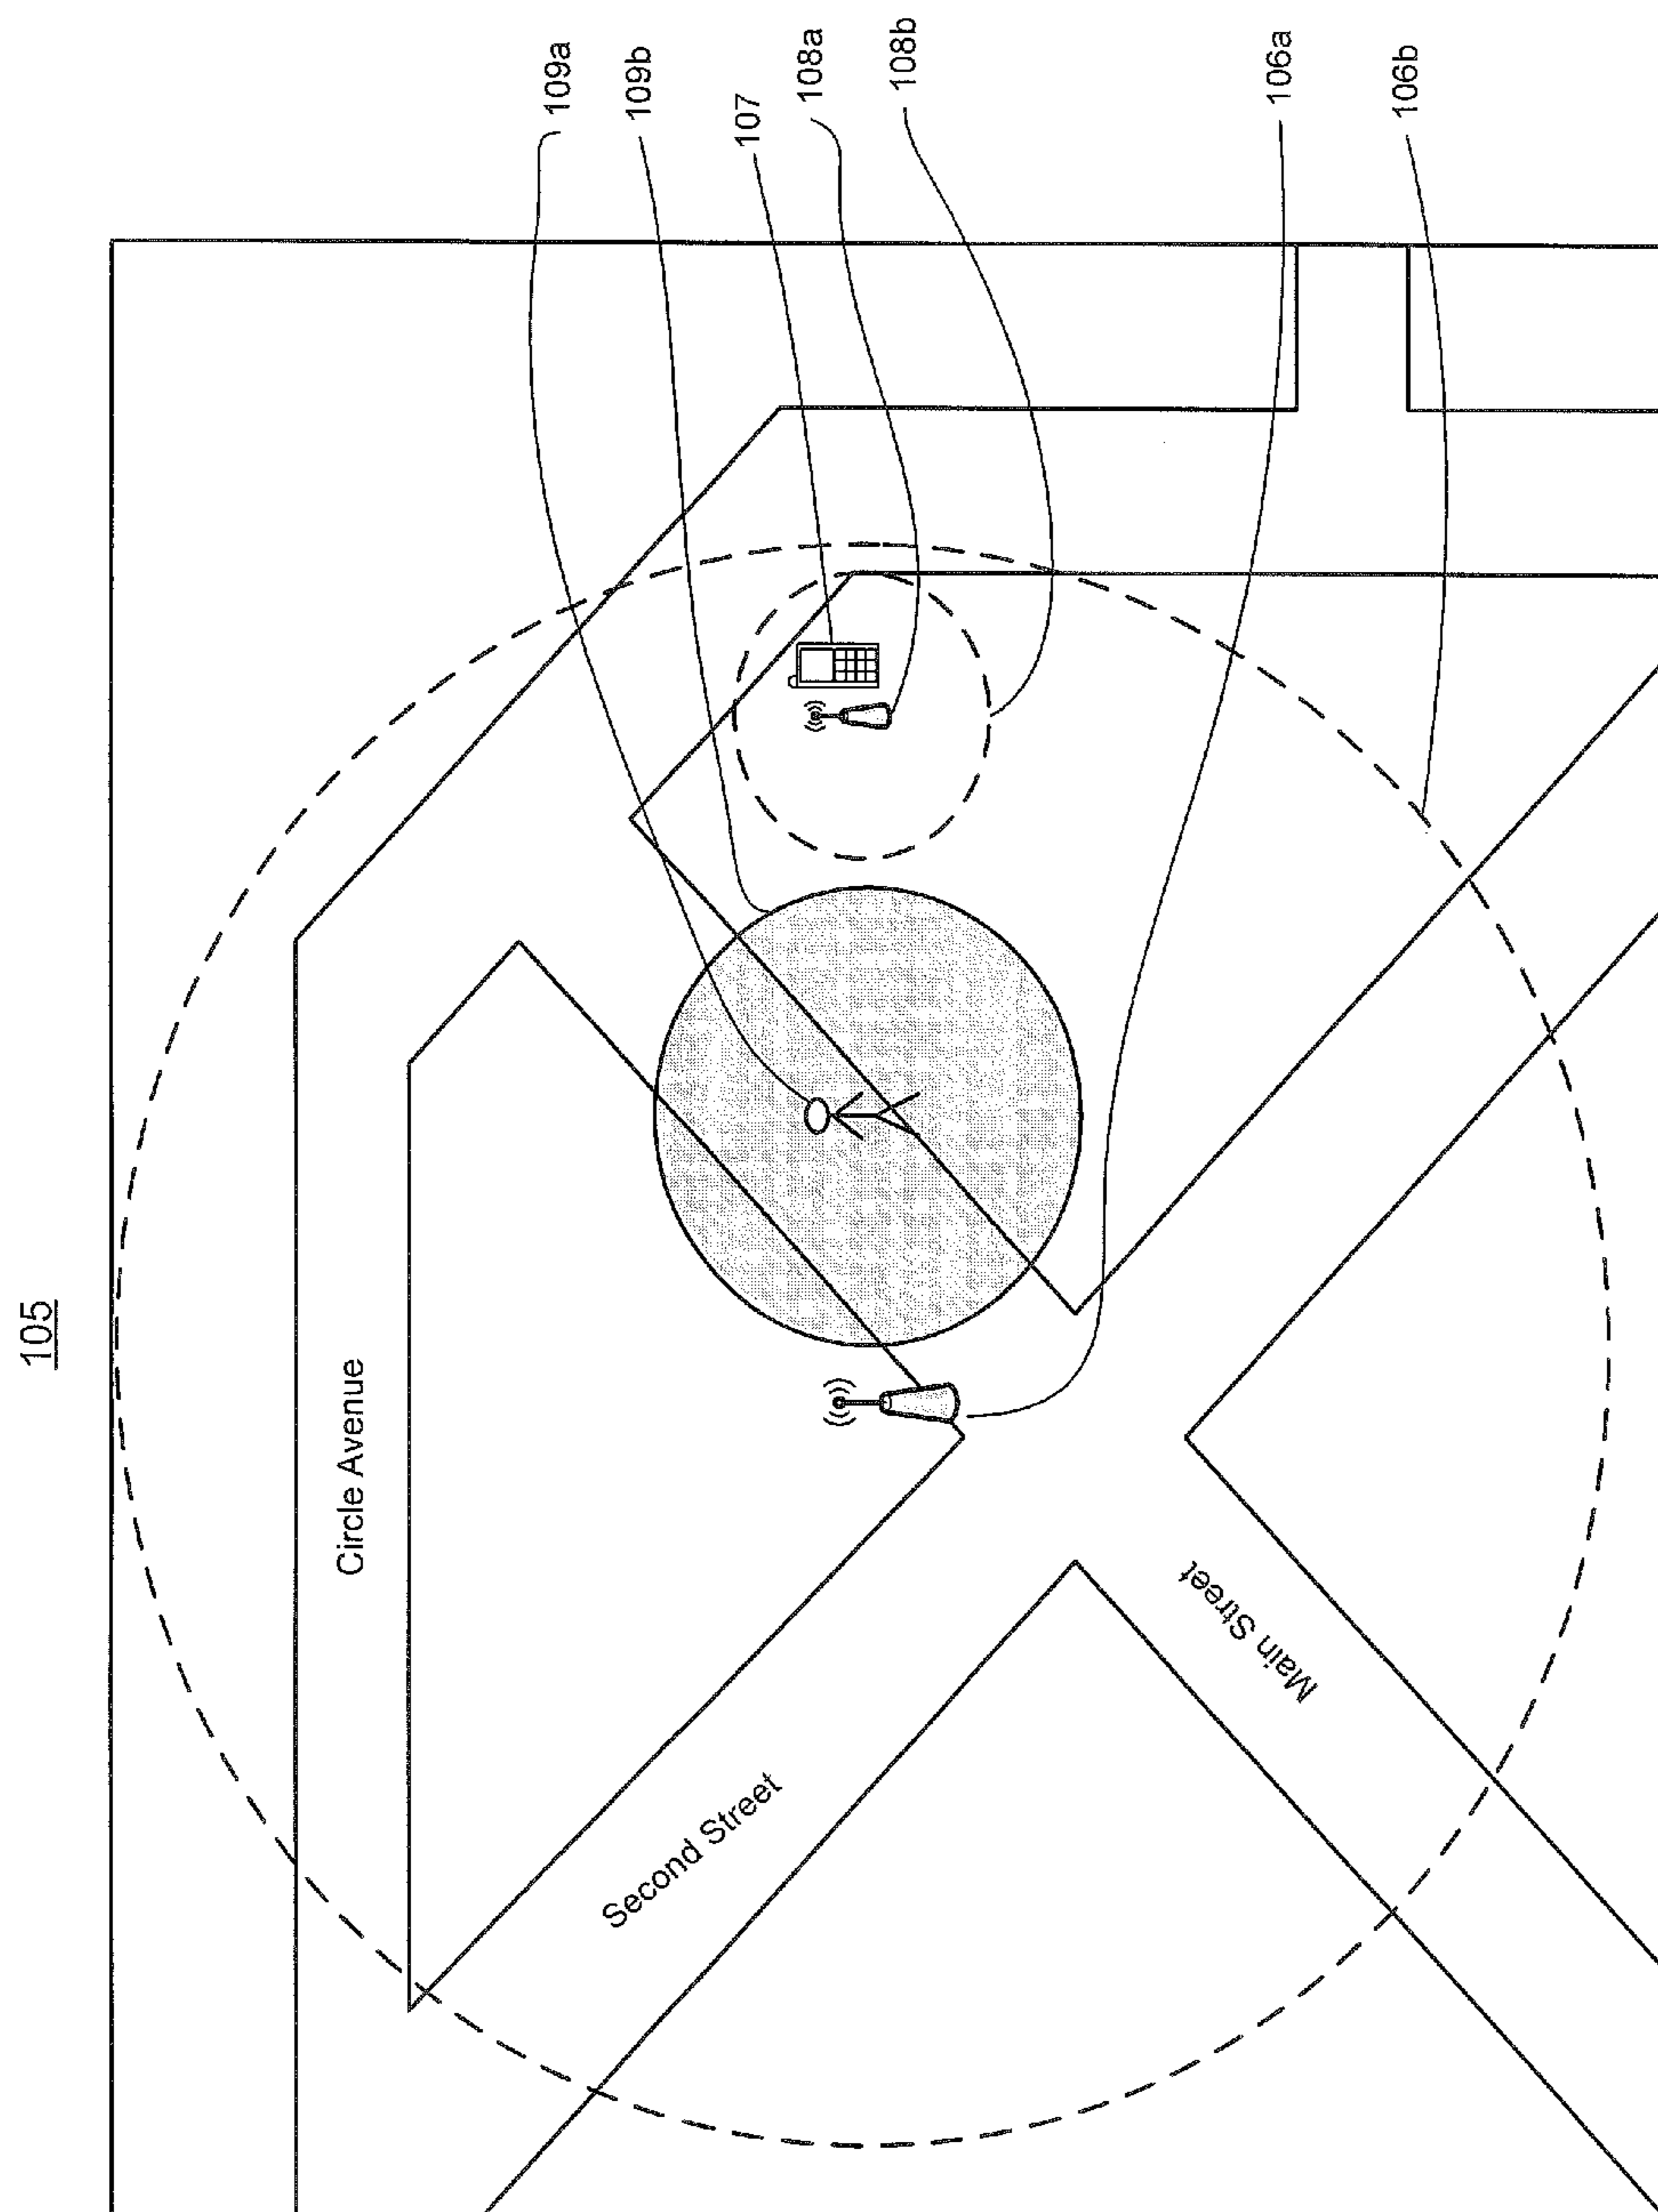 105
109a
109b
107
108a
108b
106a
106b
Circle Avenue
Second Street
Main Street